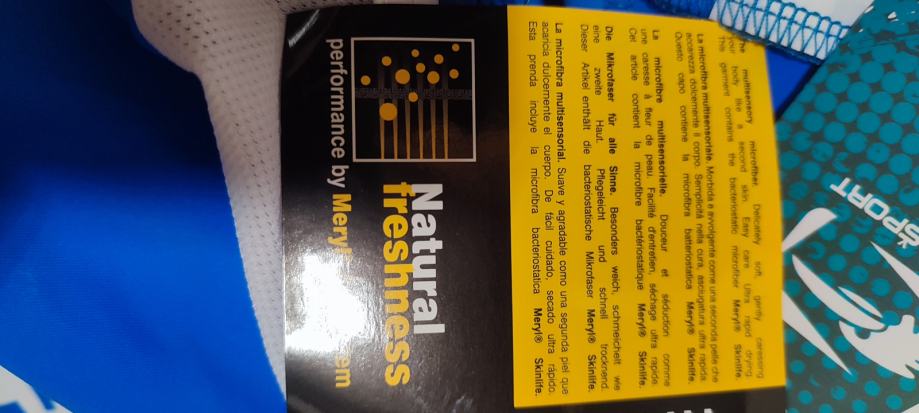 The multisensory microfiber. Delicately soft, gently caressing
your body like a second skin. Easy care. Ultra rapid drying.
This garment contains the bacteriostatic microfiber Meryl® Skinlife.
La microfibra multisensoriale. Morbida e avvolgente come una seconda pelle che
accarezza dolcemente il corpo. Semplicità nella cura, asciugatura ultra rapida.
Questo capo contiene la microfibra batteriostatica Meryl® Skinlife.
La microfibre multisensorielle. Douceur et séduction comme
une caresse à fleur de peau. Facilité d'entretien, séchage ultra rapide.
Cet article contient la microfibre bactériostatique Meryl® Skinlife.
Die Mikrofaser für alle Sinne. Besonders weich, schmeichelt wie
eine zweite Haut. Pflegeleicht und schnell trocknend.
Dieser Artikel enthält die bacteriostatische Mikrofaser Meryl® Skinlife.
La microfibra multisensorial. Suave y agradable como una segunda piel que
acaricia dulcemente el cuerpo. De fácil cuidado, secado ultra rápido.
Esta prenda incluye la microfibra bacteriostatica Meryl® Skinlife.
Natural
freshness
performance by Meryl
SPORT